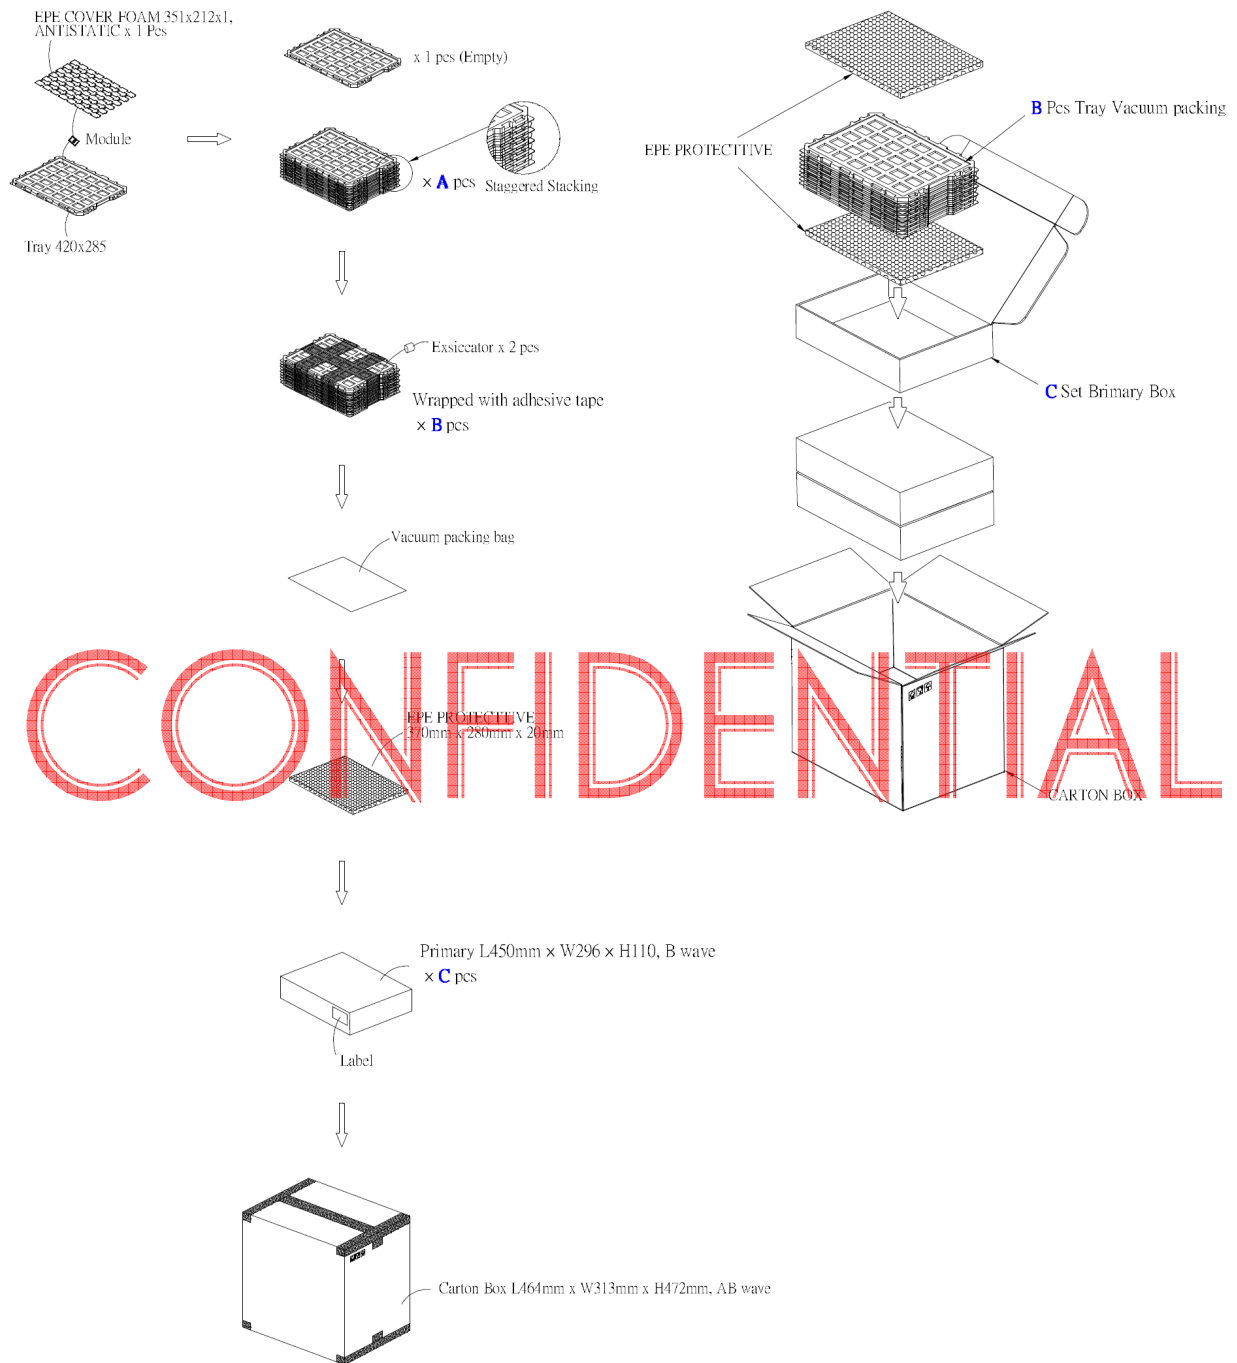 EPE COVER FOAM 351x212x1,
ANTISTATIC x 1 Pcs
Module
Tray 420x285
x 1 pcs (Empty)
× A pcs
Staggered Stacking
Exsiccator x 2 pcs
Wrapped with adhesive tape
× B pcs
Vacuum packing bag
EPE PROTECTIVE
370mm x 280mm x 20mm
Primary L450mm × W296 × H110, B wave
× C pcs
Label
Carton Box L464mm x W313mm x H472mm, AB wave
B Pcs Tray Vacuum packing
EPE PROTECTTIVE
C Set Brimary Box
CARTON BOX
CONFIDENTIAL